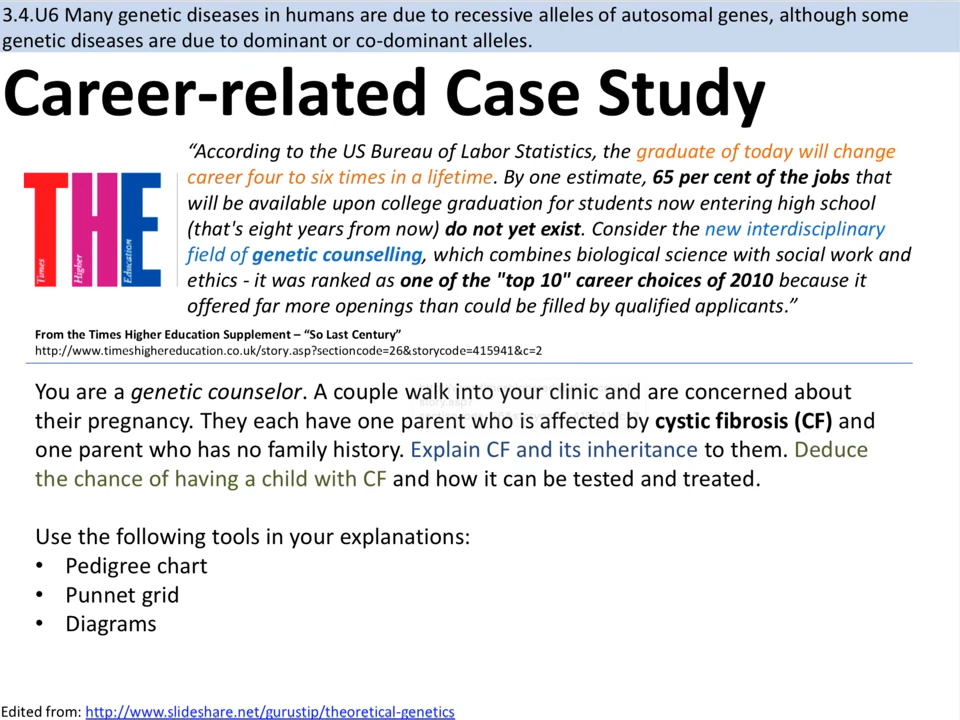 3.4.U6 Many genetic diseases in humans are due to recessive alleles of autosomal genes, although some
genetic diseases are due to dominant or co-dominant alleles.
Career-related Case Study
“According to the US Bureau of Labor Statistics, the graduate of today will change
career four to six times in a lifetime. By one estimate, 65 per cent of the jobs that
will be available upon college graduation for students now entering high school
(that's eight years from now) do not yet exist. Consider the new interdisciplinary
field of genetic counselling, which combines biological science with social work and
ethics - it was ranked as one of the "top 10" career choices of 2010 because it
offered far more openings than could be filled by qualified applicants.”
THE
Times Higher Education
From the Times Higher Education Supplement – “So Last Century”
http://www.timeshighereducation.co.uk/story.asp?sectioncode=26&storycode=415941&c=2
You are a genetic counselor. A couple walk into your clinic and are concerned about
their pregnancy. They each have one parent who is affected by cystic fibrosis (CF) and
one parent who has no family history. Explain CF and its inheritance to them. Deduce
the chance of having a child with CF and how it can be tested and treated.
Use the following tools in your explanations:
• Pedigree chart
• Punnet grid
• Diagrams
Edited from: http://www.slideshare.net/gurustip/theoretical-genetics